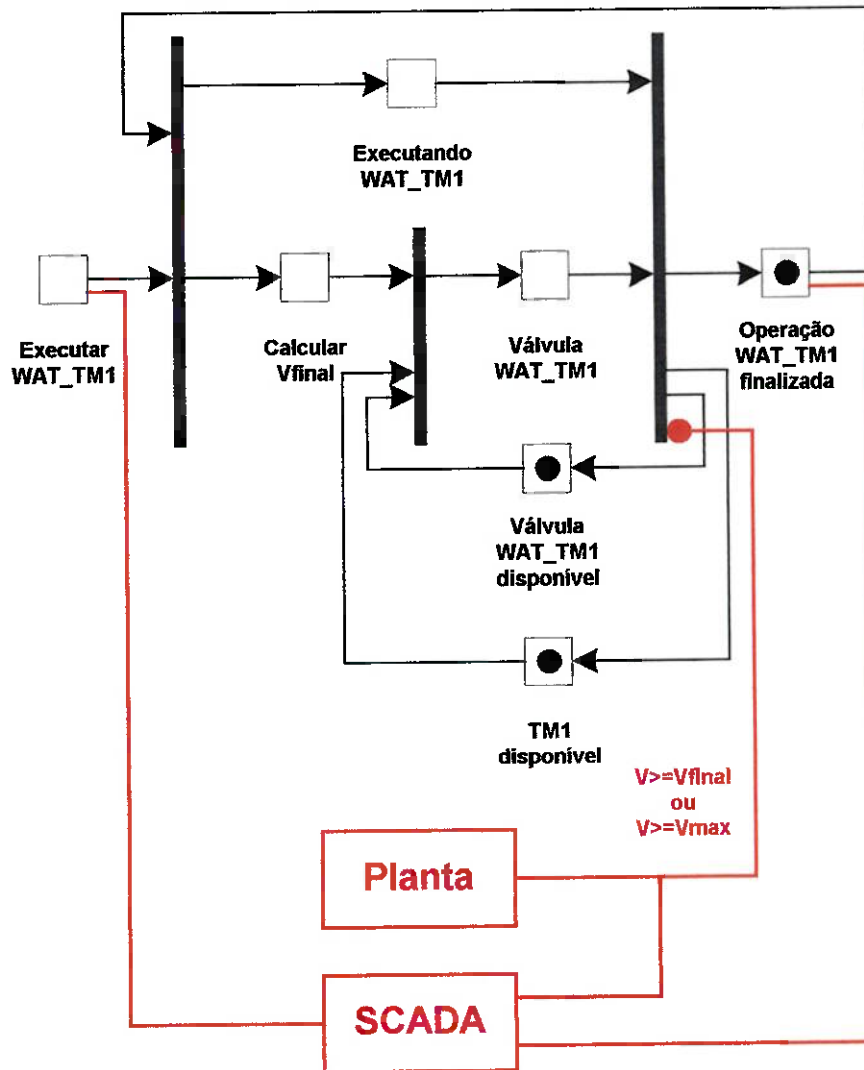 Executando
WAT_TM1
Executar
WAT_TM1
Calcular
Vfinal
Válvula
WAT_TM1
Operação
WAT_TM1
finalizada
Válvula
WAT_TM1
disponível
TM1
disponível
V>=Vfinal
ou
V>=Vmax
Planta
SCADA